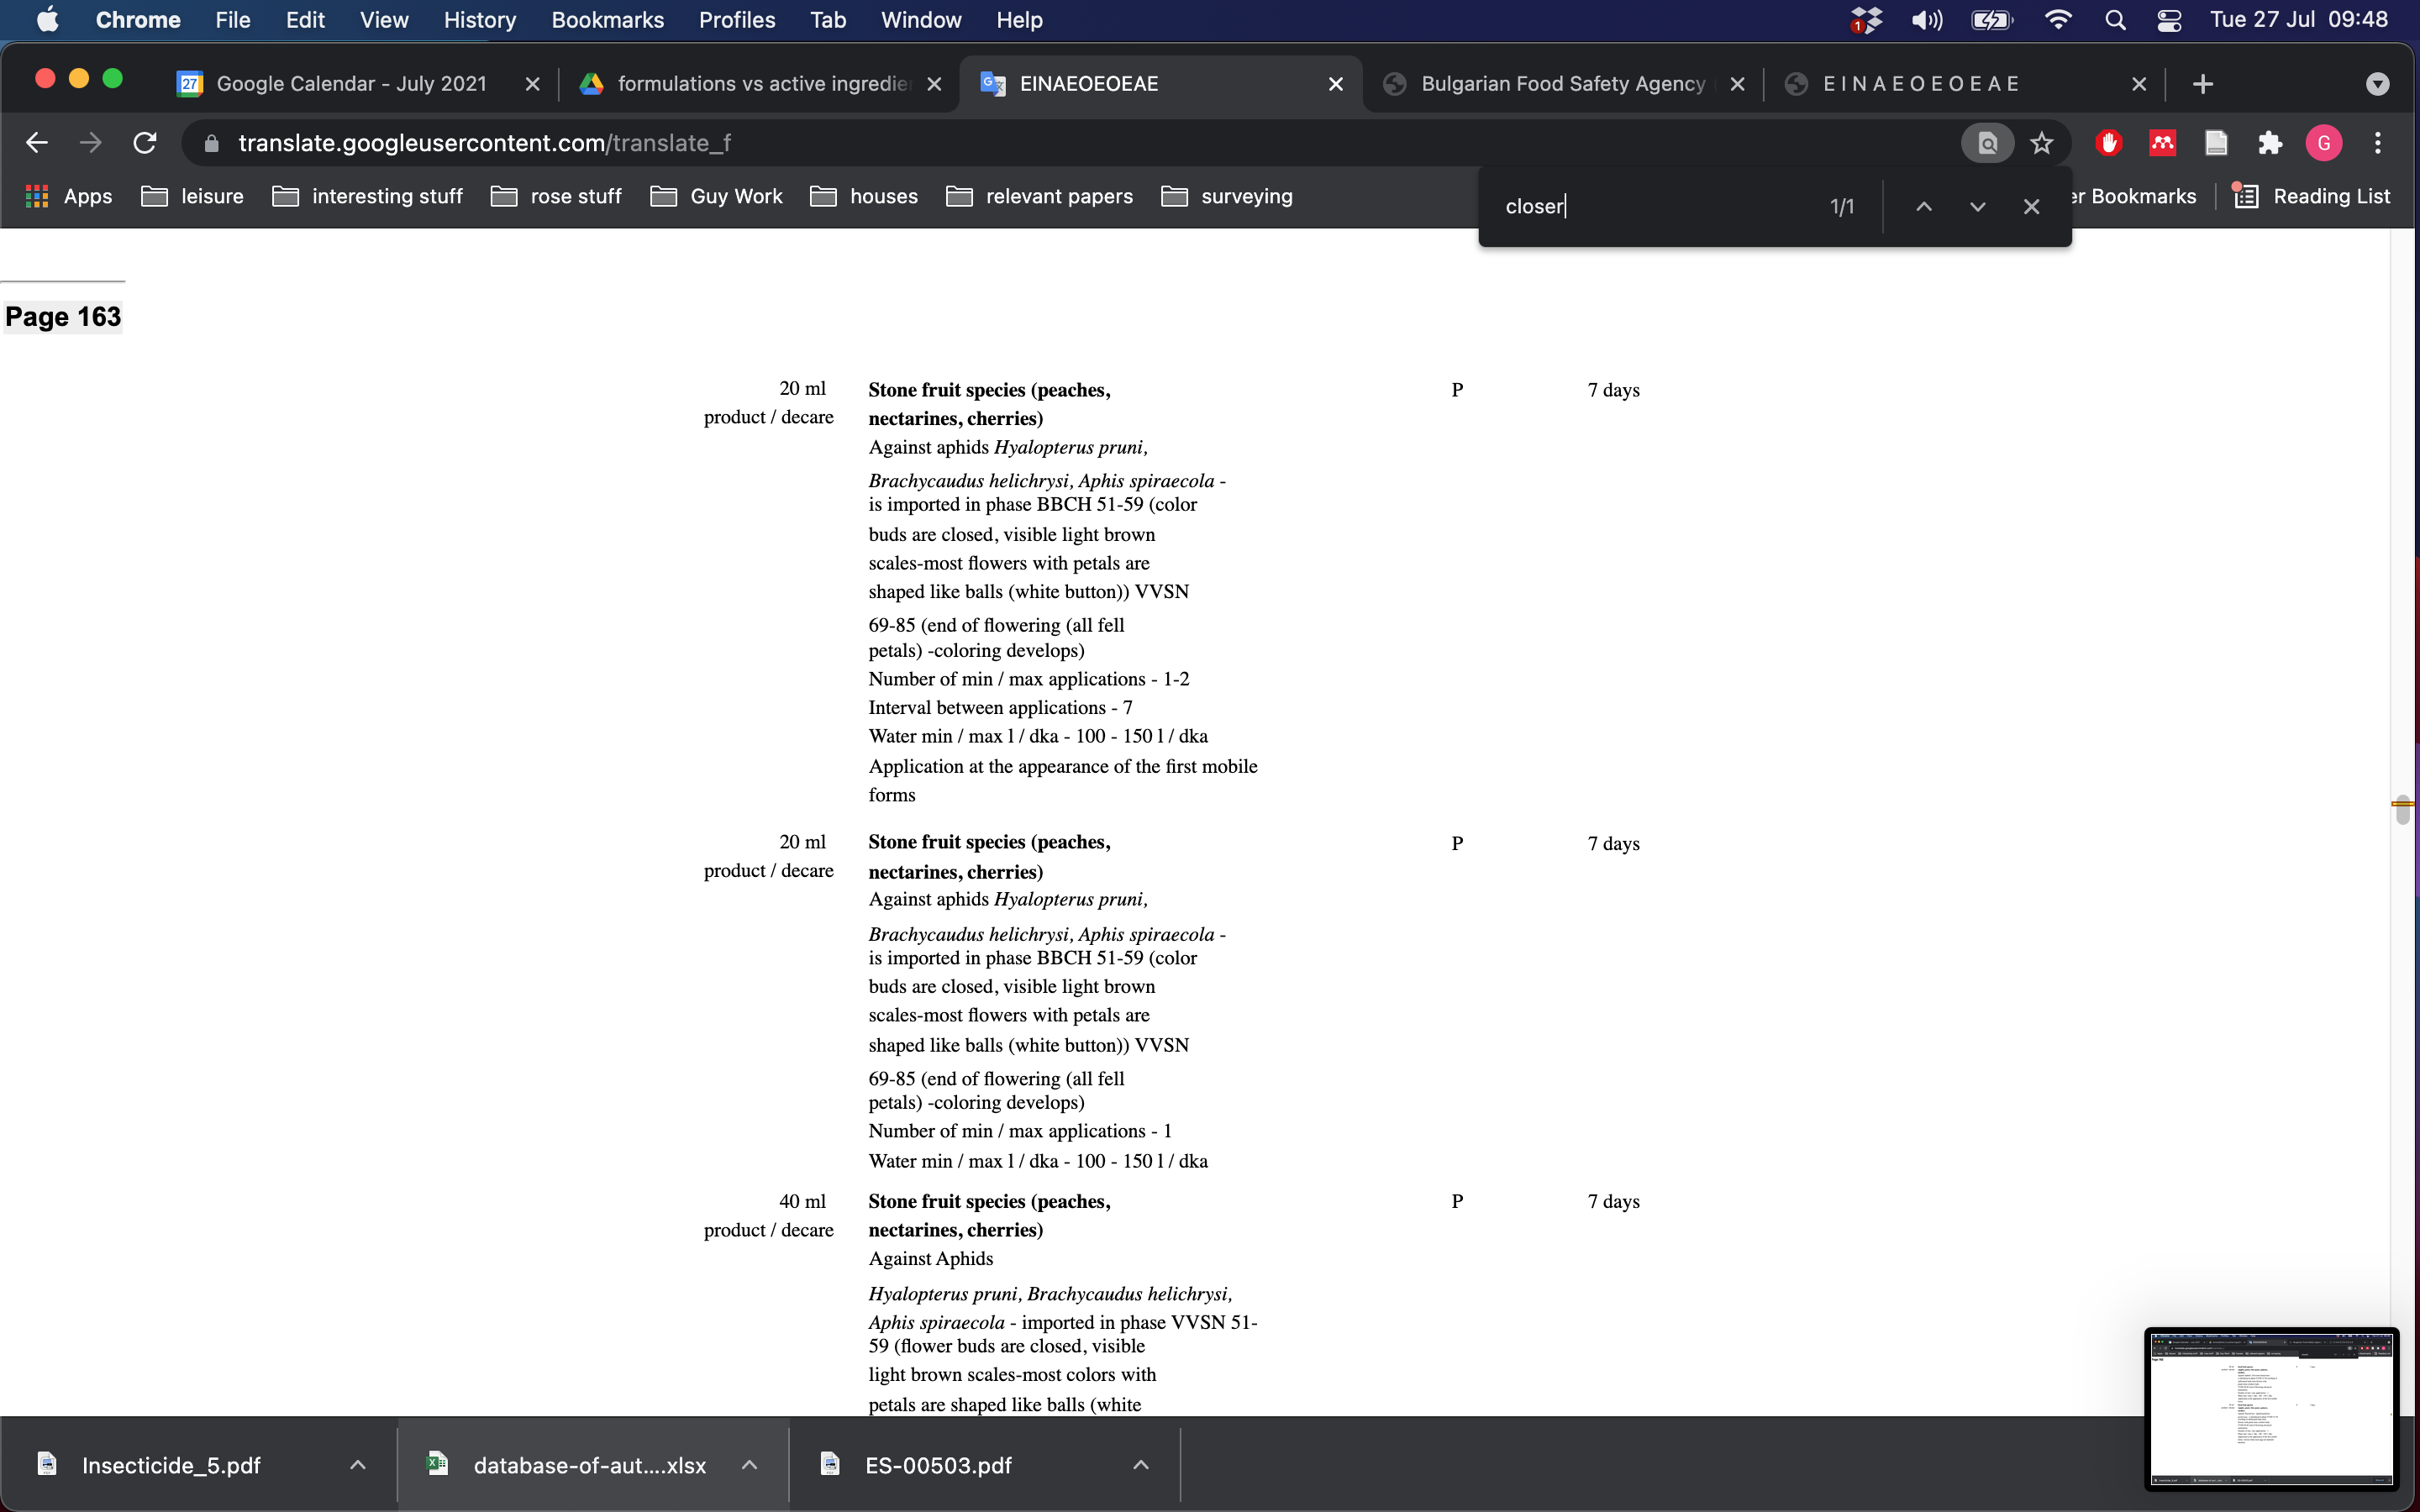 Chrome File Edit View History Bookmarks Profiles Tab Window Help 1 Tue 27 Jul 09:48
27 Google Calendar - July 2021 formulations vs active ingredie EINAEOEOEAE Bulgarian Food Safety Agency E I N A E O E O E A E
translate.googleusercontent.com/translate_f G
Apps leisure interesting stuff rose stuff Guy Work houses relevant papers surveying er Bookmarks Reading List
closer 1/1
Page 163
20 ml Stone fruit species (peaches, P 7 days
product / decare nectarines, cherries)
Against aphids Hyalopterus pruni,
Brachycaudus helichrysi, Aphis spiraecola -
is imported in phase BBCH 51-59 (color
buds are closed, visible light brown
scales-most flowers with petals are
shaped like balls (white button)) VVSN
69-85 (end of flowering (all fell
petals) -coloring develops)
Number of min / max applications - 1-2
Interval between applications - 7
Water min / max l / dka - 100 - 150 l / dka
Application at the appearance of the first mobile
forms
20 ml Stone fruit species (peaches, P 7 days
product / decare nectarines, cherries)
Against aphids Hyalopterus pruni,
Brachycaudus helichrysi, Aphis spiraecola -
is imported in phase BBCH 51-59 (color
buds are closed, visible light brown
scales-most flowers with petals are
shaped like balls (white button)) VVSN
69-85 (end of flowering (all fell
petals) -coloring develops)
Number of min / max applications - 1
Water min / max l / dka - 100 - 150 l / dka
40 ml Stone fruit species (peaches, P 7 days
product / decare nectarines, cherries)
Against Aphids
Hyalopterus pruni, Brachycaudus helichrysi,
Aphis spiraecola - imported in phase VVSN 51-
59 (flower buds are closed, visible
light brown scales-most colors with
petals are shaped like balls (white
Insecticide_5.pdf database-of-aut....xlsx ES-00503.pdf